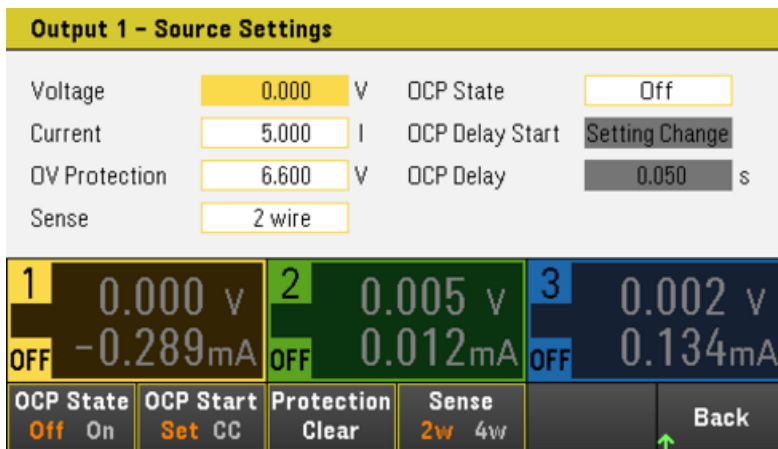 Output 1 – Source Settings
Voltage 0.000 V OCP State Off
Current 5.000 I OCP Delay Start Setting Change
OV Protection 6.600 V OCP Delay 0.050 s
Sense 2 wire
1 0.000 V 2 0.005 V 3 0.002 V
OFF -0.289mA OFF 0.012mA OFF 0.134mA
OCP State OCP Start Protection Sense Back
Off On Set CC Clear 2w 4w